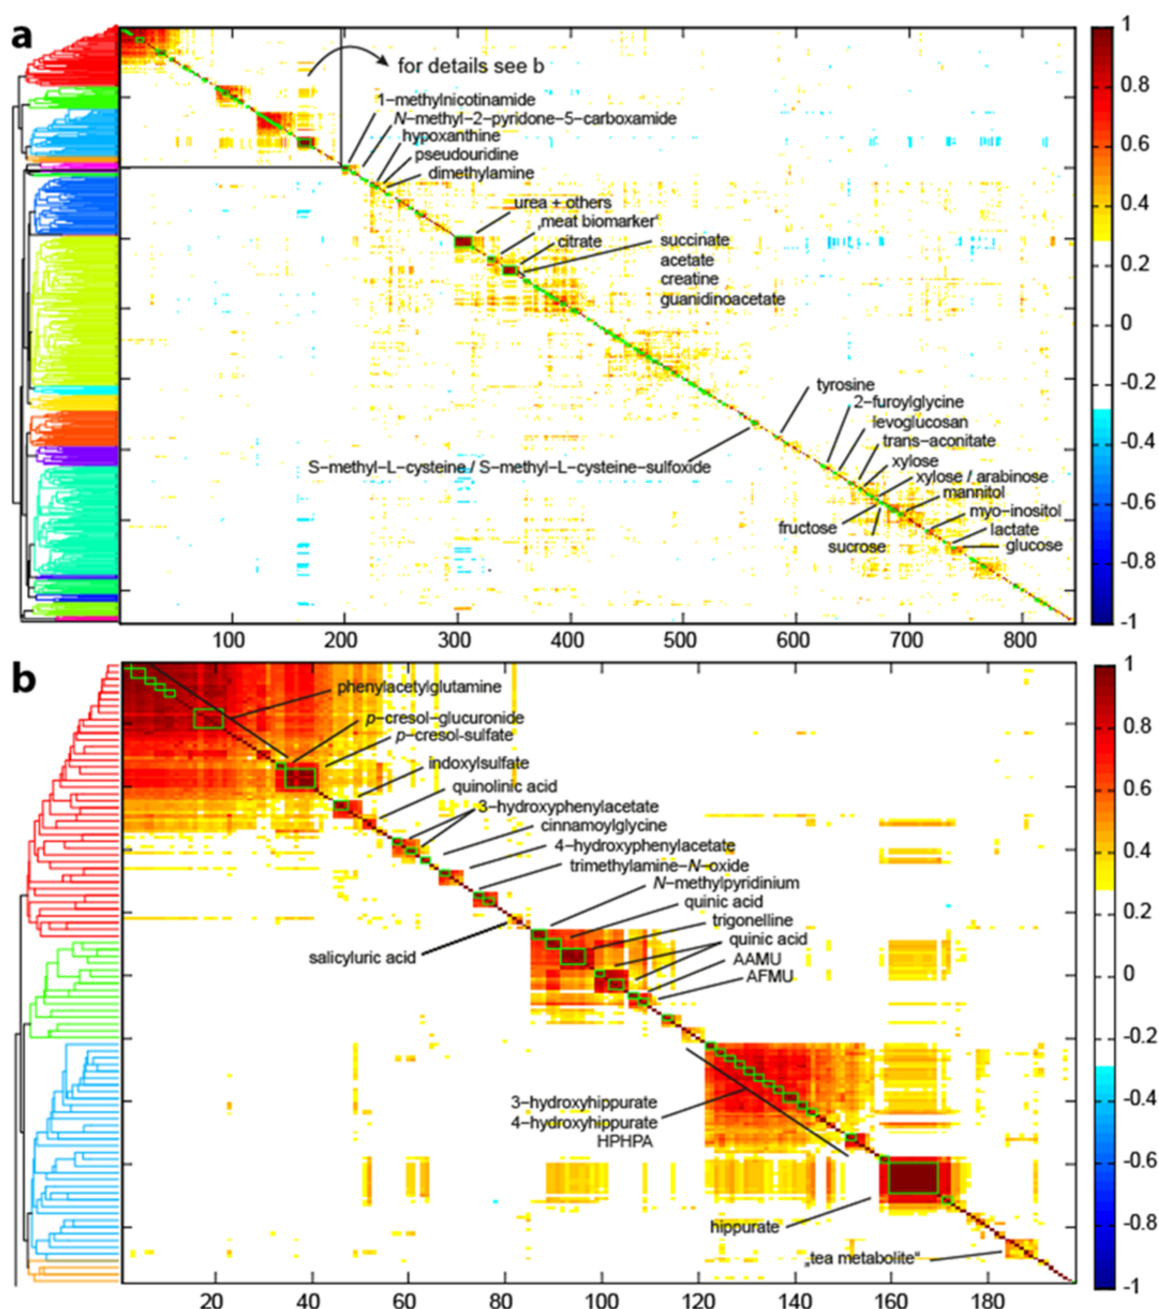 a
for details see b
1−methylnicotinamide
N−methyl−2−pyridone−5−carboxamide
hypoxanthine
pseudouridine
dimethylamine
urea + others
„meat biomarker‘
citrate
succinate
acetate
creatine
guanidinoacetate
tyrosine
2−furoylglycine
levoglucosan
trans−aconitate
S−methyl−L−cysteine / S−methyl−L−cysteine−sulfoxide
xylose
xylose / arabinose
mannitol
myo−inositol
lactate
glucose
fructose
sucrose
1
0.8
0.6
0.4
0.2
0
-0.2
-0.4
-0.6
-0.8
-1
100 200 300 400 500 600 700 800
b
phenylacetylglutamine
p−cresol−glucuronide
p−cresol-sulfate
indoxylsulfate
quinolinic acid
3−hydroxyphenylacetate
cinnamoylglycine
4−hydroxyphenylacetate
trimethylamine−N−oxide
N−methylpyridinium
quinic acid
trigonelline
quinic acid
AAMU
AFMU
salicyluric acid
3−hydroxyhippurate
4−hydroxyhippurate
HPHPA
hippurate
„tea metabolite“
1
0.8
0.6
0.4
0.2
0
-0.2
-0.4
-0.6
-0.8
-1
20 40 60 80 100 120 140 160 180